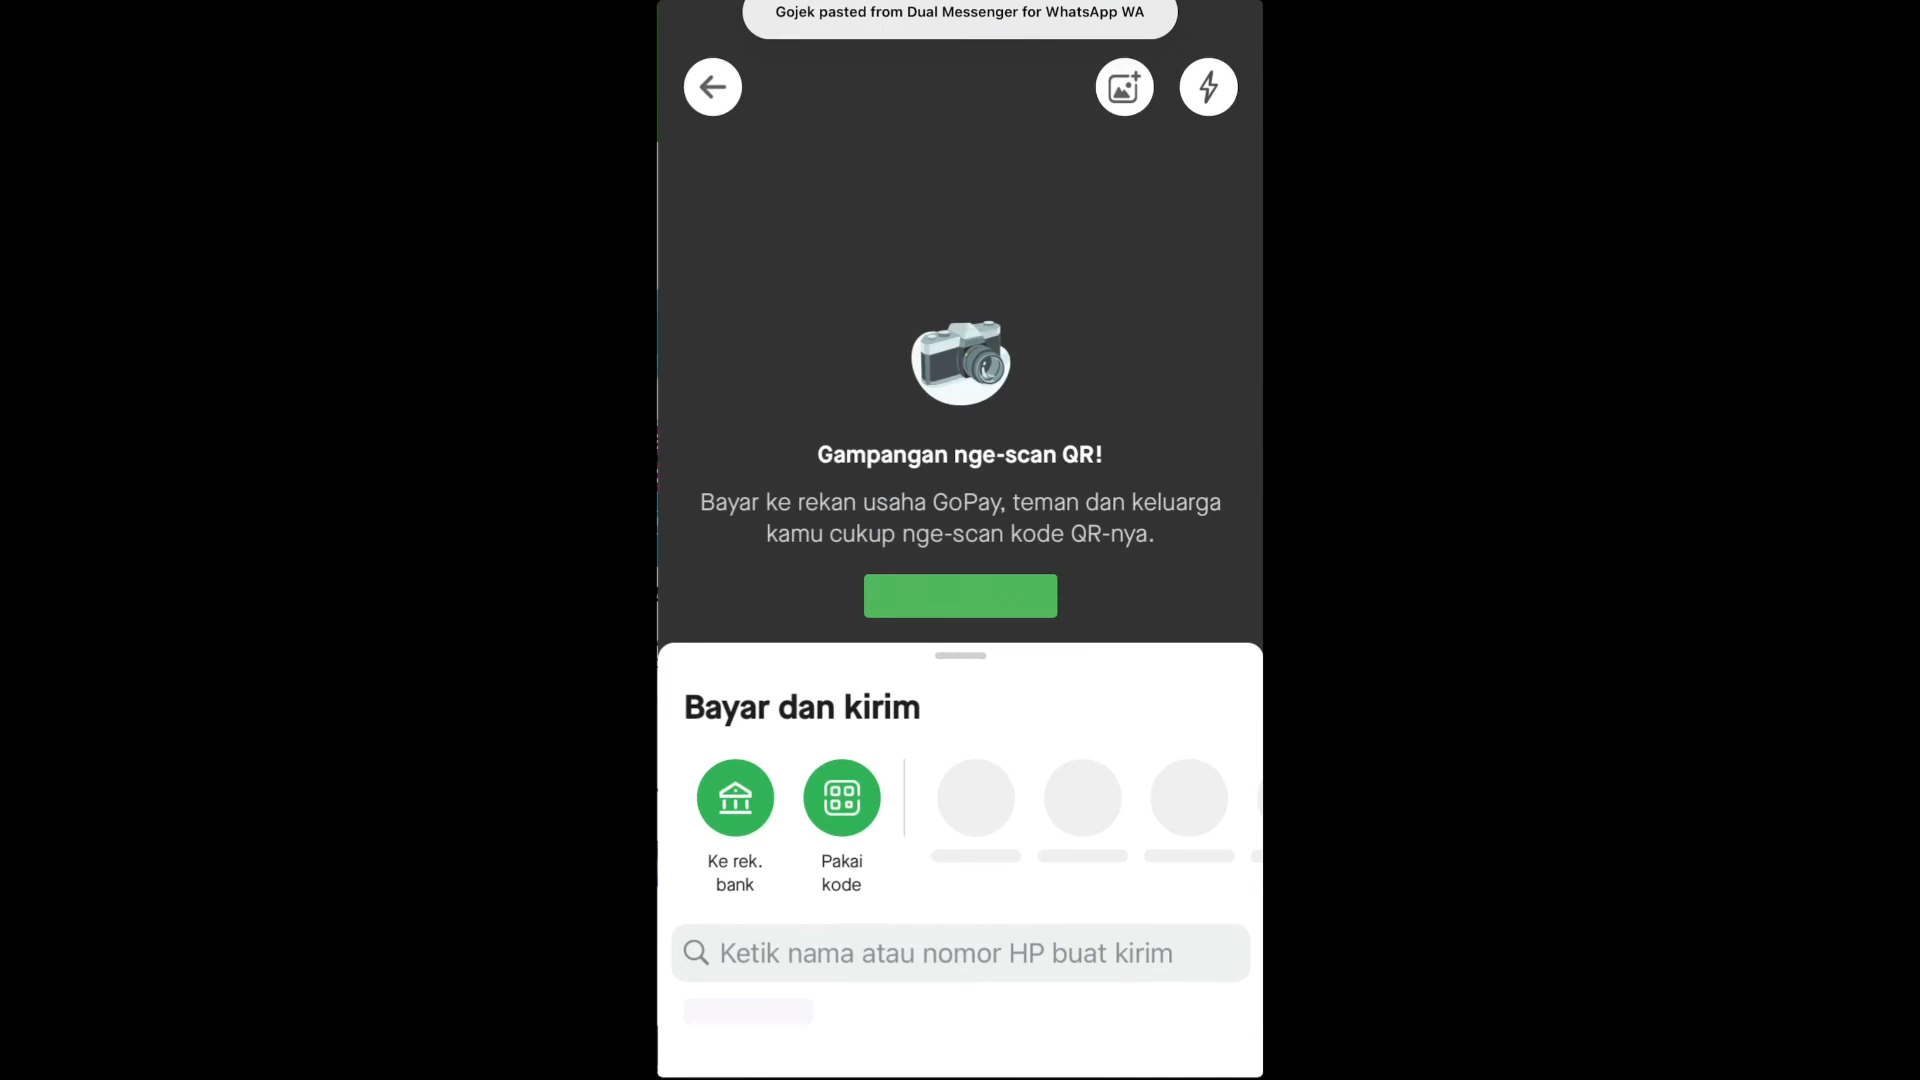 Gojek pasted from Dual Messenger for WhatsApp WA
Gampangan nge-scan QR!
Bayar ke rekan usaha GoPay, teman dan keluarga
kamu cukup nge-scan kode QR-nya.
Bayar dan kirim
Ke rek.
bank
Pakai
kode
Ketik nama atau nomor HP buat kirim